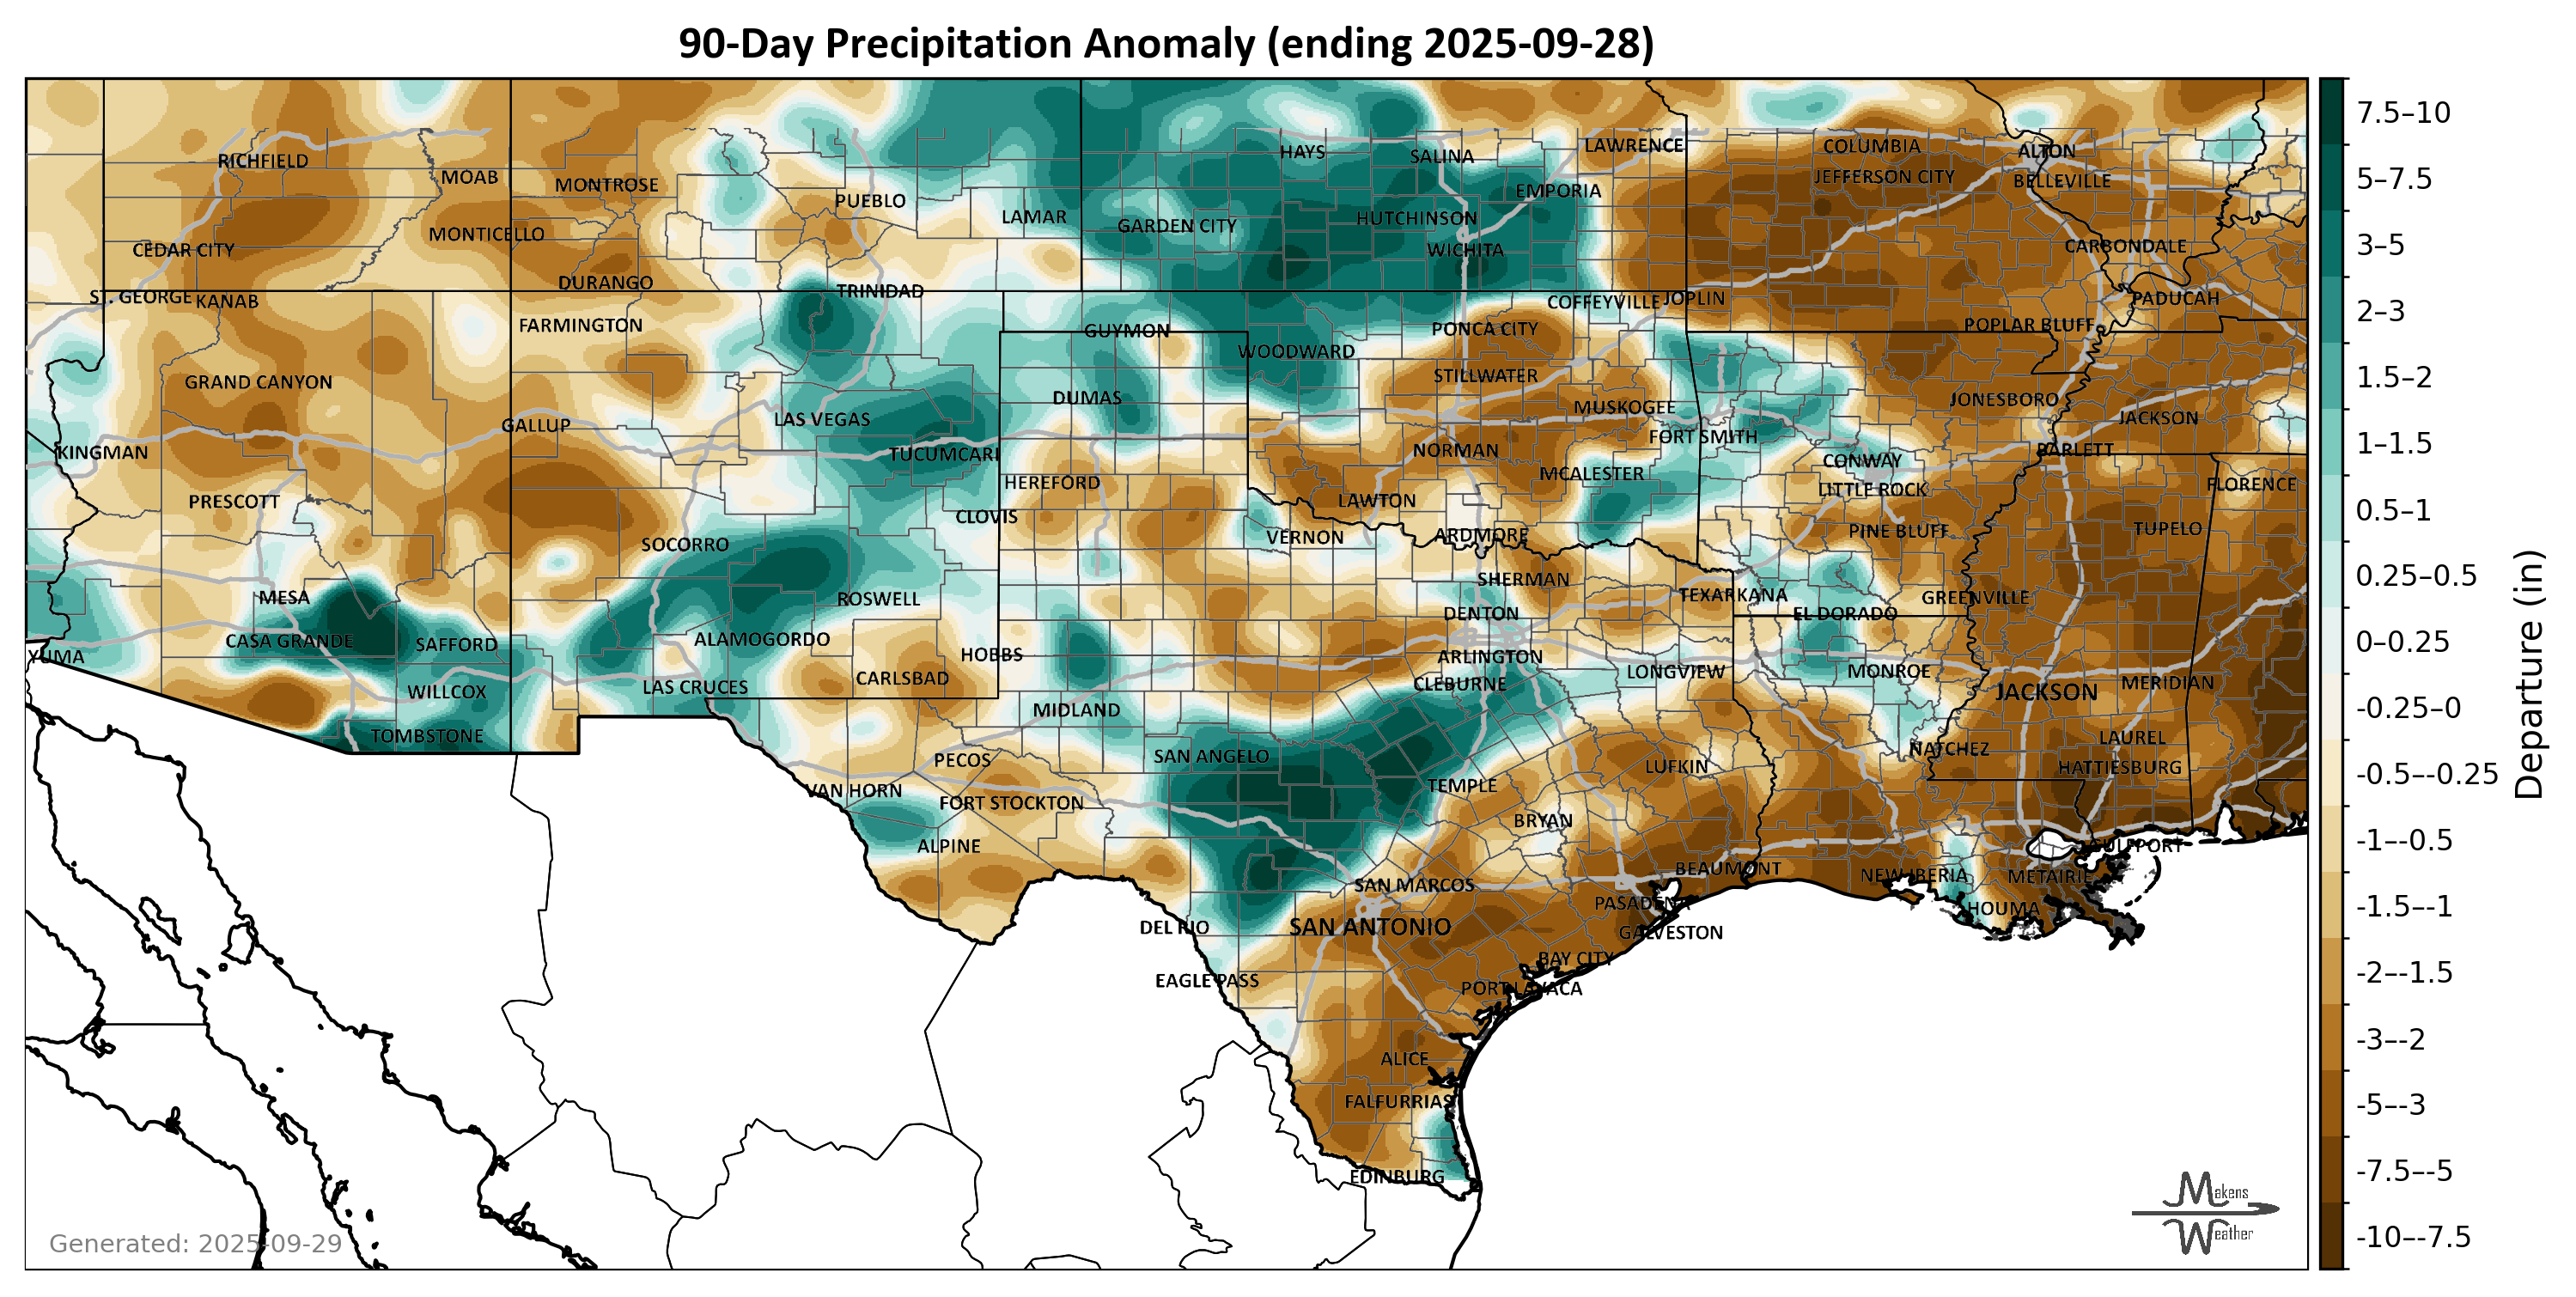 90-Day Precipitation Anomaly (ending 2025-09-28)
RICHFIELD
MOAB
MONTICELLO
CEDAR CITY
ST. GEORGE
KANAB
MONTROSE
DURANGO
PUEBLO
LAMAR
TRINIDAD
HAYS
SALINA
GARDEN CITY
HUTCHINSON
WICHITA
EMPORIA
LAWRENCE
COFFEYVILLE
JOPLIN
COLUMBIA
JEFFERSON CITY
ALTON
BELLEVILLE
CARBONDALE
PADUCAH
POPLAR BLUFF
FARMINGTON
GRAND CANYON
GALLUP
KINGMAN
PRESCOTT
LAS VEGAS
TUCUMCARI
CLOVIS
SOCORRO
ROSWELL
ALAMOGORDO
CARLSBAD
HOBBS
LAS CRUCES
MESA
CASA GRANDE
SAFFORD
YUMA
WILLCOX
TOMBSTONE
GUYMON
DUMAS
HEREFORD
WOODWARD
PONCA CITY
STILLWATER
MUSKOGEE
NORMAN
MCALESTER
LAWTON
ARDMORE
VERNON
FORT SMITH
CONWAY
LITTLE ROCK
PINE BLUFF
JONESBORO
JACKSON
BARLETT
FLORENCE
TUPELO
GREENVILLE
EL DORADO
TEXARKANA
SHERMAN
DENTON
ARLINGTON
CLEBURNE
LONGVIEW
MONROE
JACKSON
MERIDIAN
LAUREL
HATTIESBURG
NATCHEZ
MIDLAND
SAN ANGELO
PECOS
VAN HORN
FORT STOCKTON
ALPINE
TEMPLE
LUFKIN
BRYAN
SAN MARCOS
BEAUMONT
PASADENA
GALVESTON
BAY CITY
PORT LAVACA
DEL RIO
SAN ANTONIO
EAGLE PASS
ALICE
FALFURRIAS
EDINBURG
NEW IBERIA
METAIRIE
GULFPORT
HOUMA
7.5–10
5–7.5
3–5
2–3
1.5–2
1–1.5
0.5–1
0.25–0.5
0–0.25
-0.25–0
-0.5–-0.25
-1–-0.5
-1.5–-1
-2–-1.5
-3–-2
-5–-3
-7.5–-5
-10–-7.5
Departure (in)
Generated: 2025-09-29
Makens
Weather